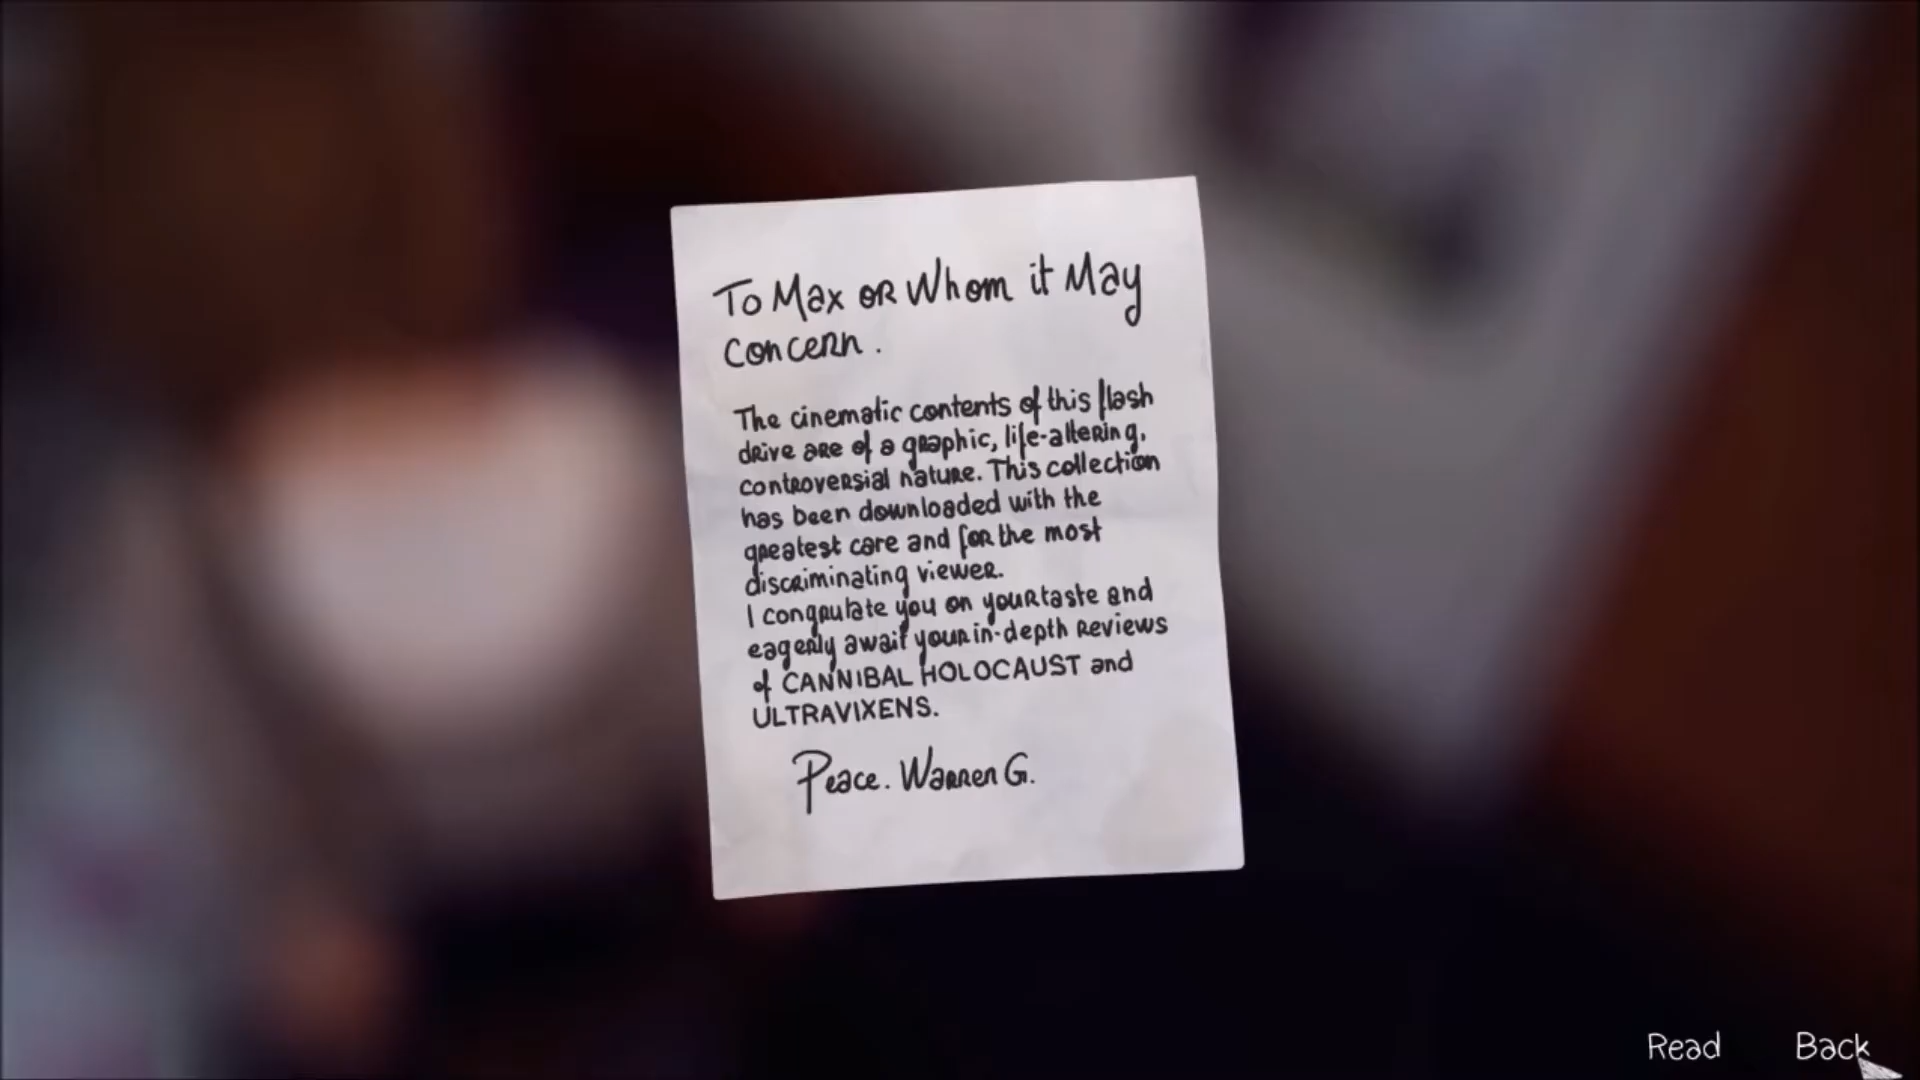 To Max or Whom it May
Concern.
The cinematic contents of this flash
drive are of a graphic, life-altering,
controversial nature. This collection
has been downloaded with the
greatest care and for the most
discriminating viewer.
I congrulate you on your taste and
eagerly await your in-depth Reviews
of CANNIBAL HOLOCAUST and
ULTRAVIXENS.
Peace. Warren G.
Read Back